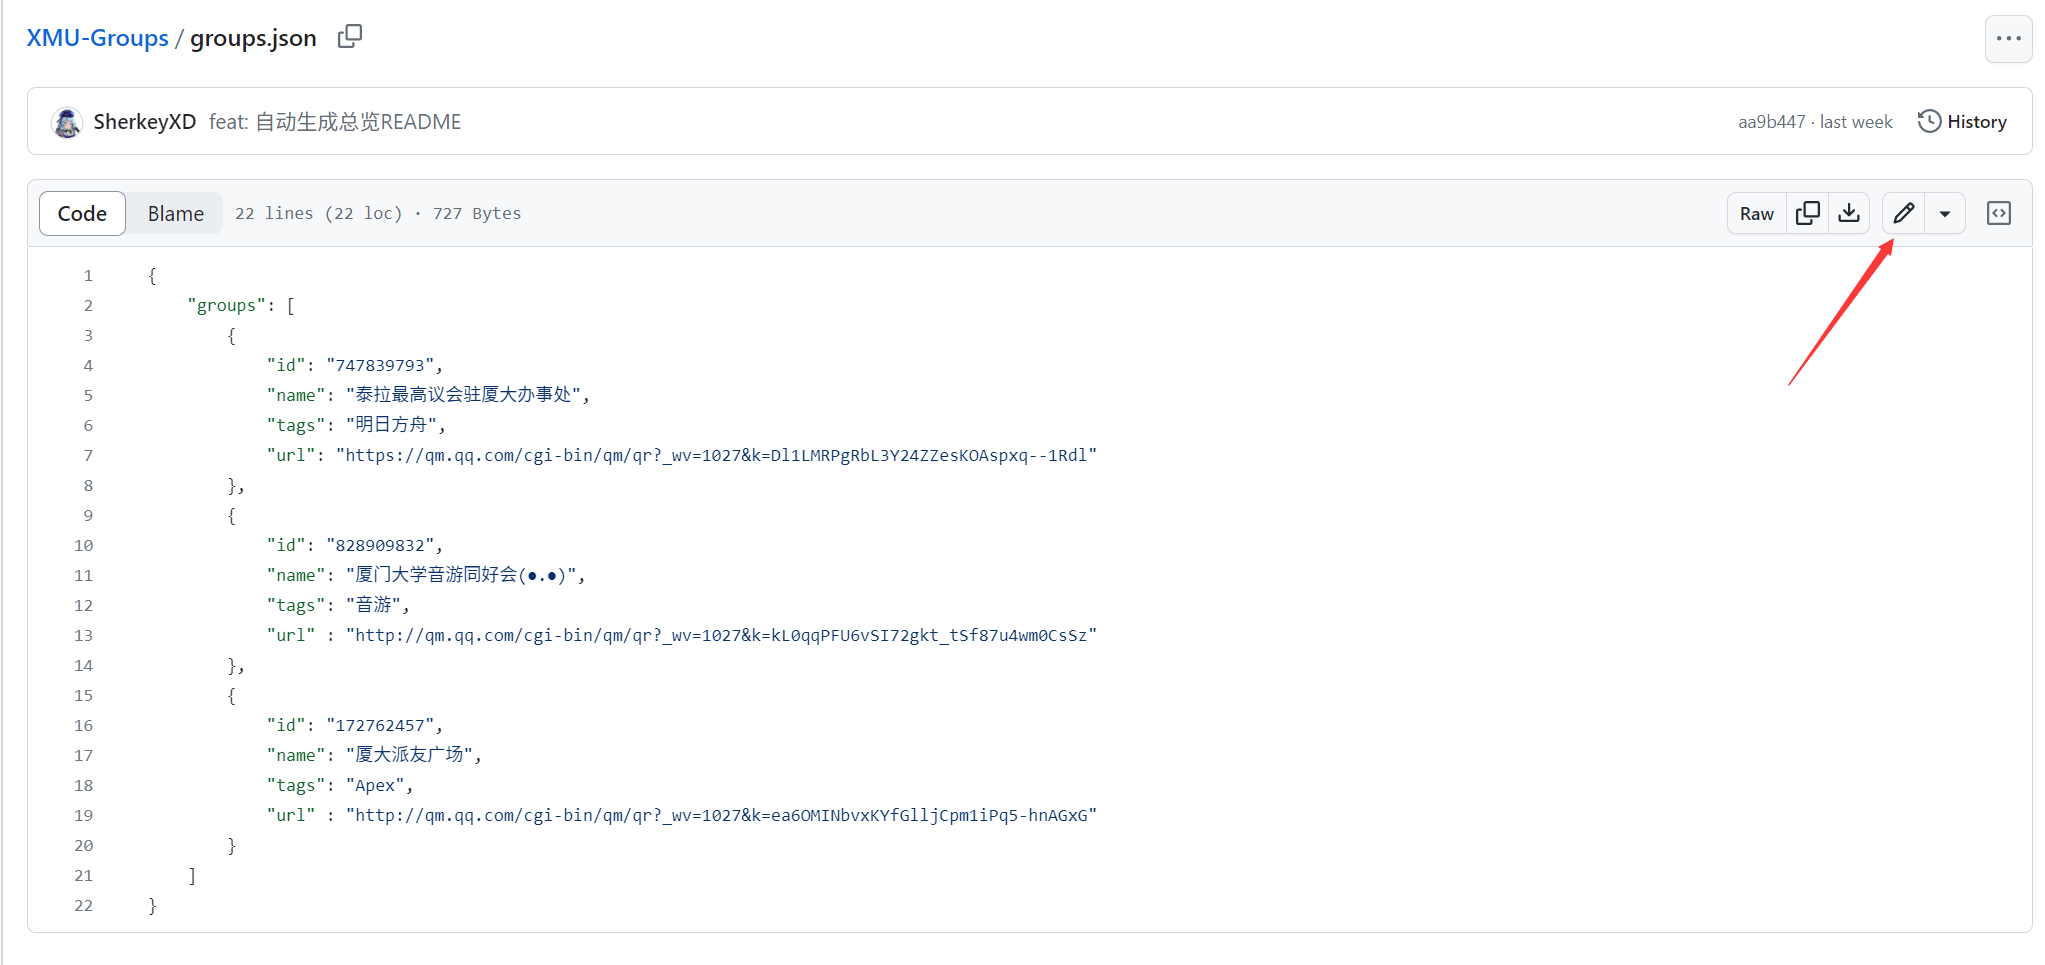 XMU-Groups / groups.json
SherkeyXD feat: 自动生成总览README aa9b447 · last week History
Code Blame 22 lines (22 loc) · 727 Bytes Raw
1 {
2 "groups": [
3 {
4 "id": "747839793",
5 "name": "泰拉最高议会驻厦大办事处",
6 "tags": "明日方舟",
7 "url": "https://qm.qq.com/cgi-bin/qm/qr?_wv=1027&k=Dl1LMRPgRbL3Y24ZZesKOAspxq--1Rdl"
8 },
9 {
10 "id": "828909832",
11 "name": "厦门大学音游同好会(●.●)",
12 "tags": "音游",
13 "url" : "http://qm.qq.com/cgi-bin/qm/qr?_wv=1027&k=kL0qqPFU6vSI72gkt_tSf87u4wm0CsSz"
14 },
15 {
16 "id": "172762457",
17 "name": "厦大派友广场",
18 "tags": "Apex",
19 "url" : "http://qm.qq.com/cgi-bin/qm/qr?_wv=1027&k=ea6OMINbvxKYfGlljCpm1iPq5-hnAGxG"
20 }
21 ]
22 }